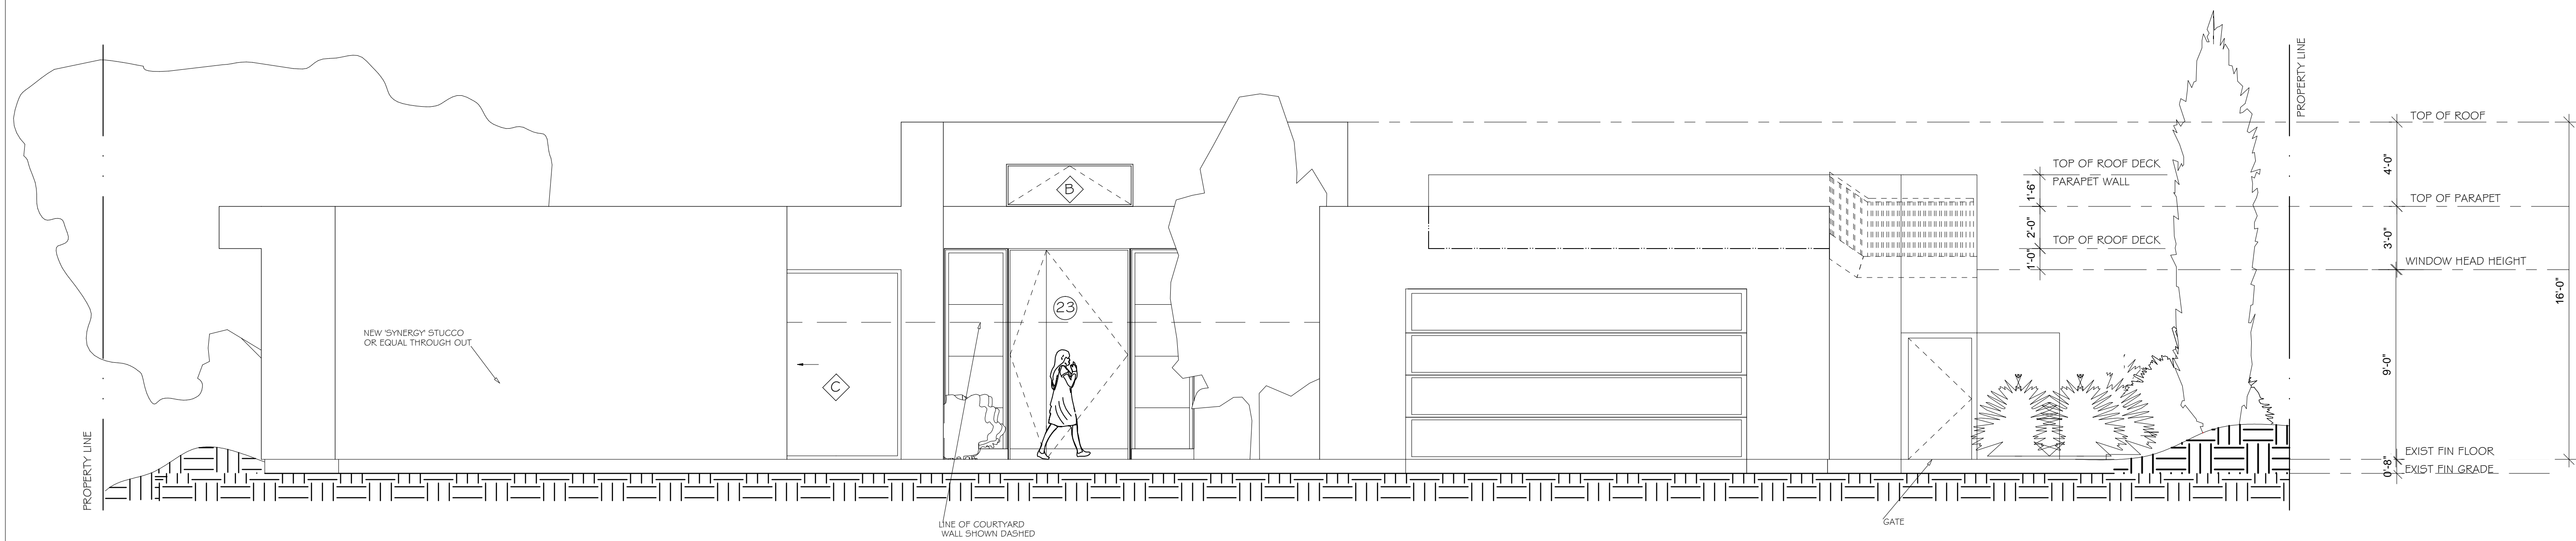 PROPERTY LINE
PROPERTY LINE
TOP OF ROOF
4'-0"
TOP OF ROOF DECK
PARAPET WALL
1'-6"
B
TOP OF PARAPET
2'-0"
3'-0"
TOP OF ROOF DECK
1'-0"
WINDOW HEAD HEIGHT
16'-0"
23
NEW 'SYNERGY' STUCCO
OR EQUAL THROUGH OUT
9'-0"
C
EXIST FIN FLOOR
0'-8"
EXIST FIN GRADE
LINE OF COURTYARD
WALL SHOWN DASHED
GATE